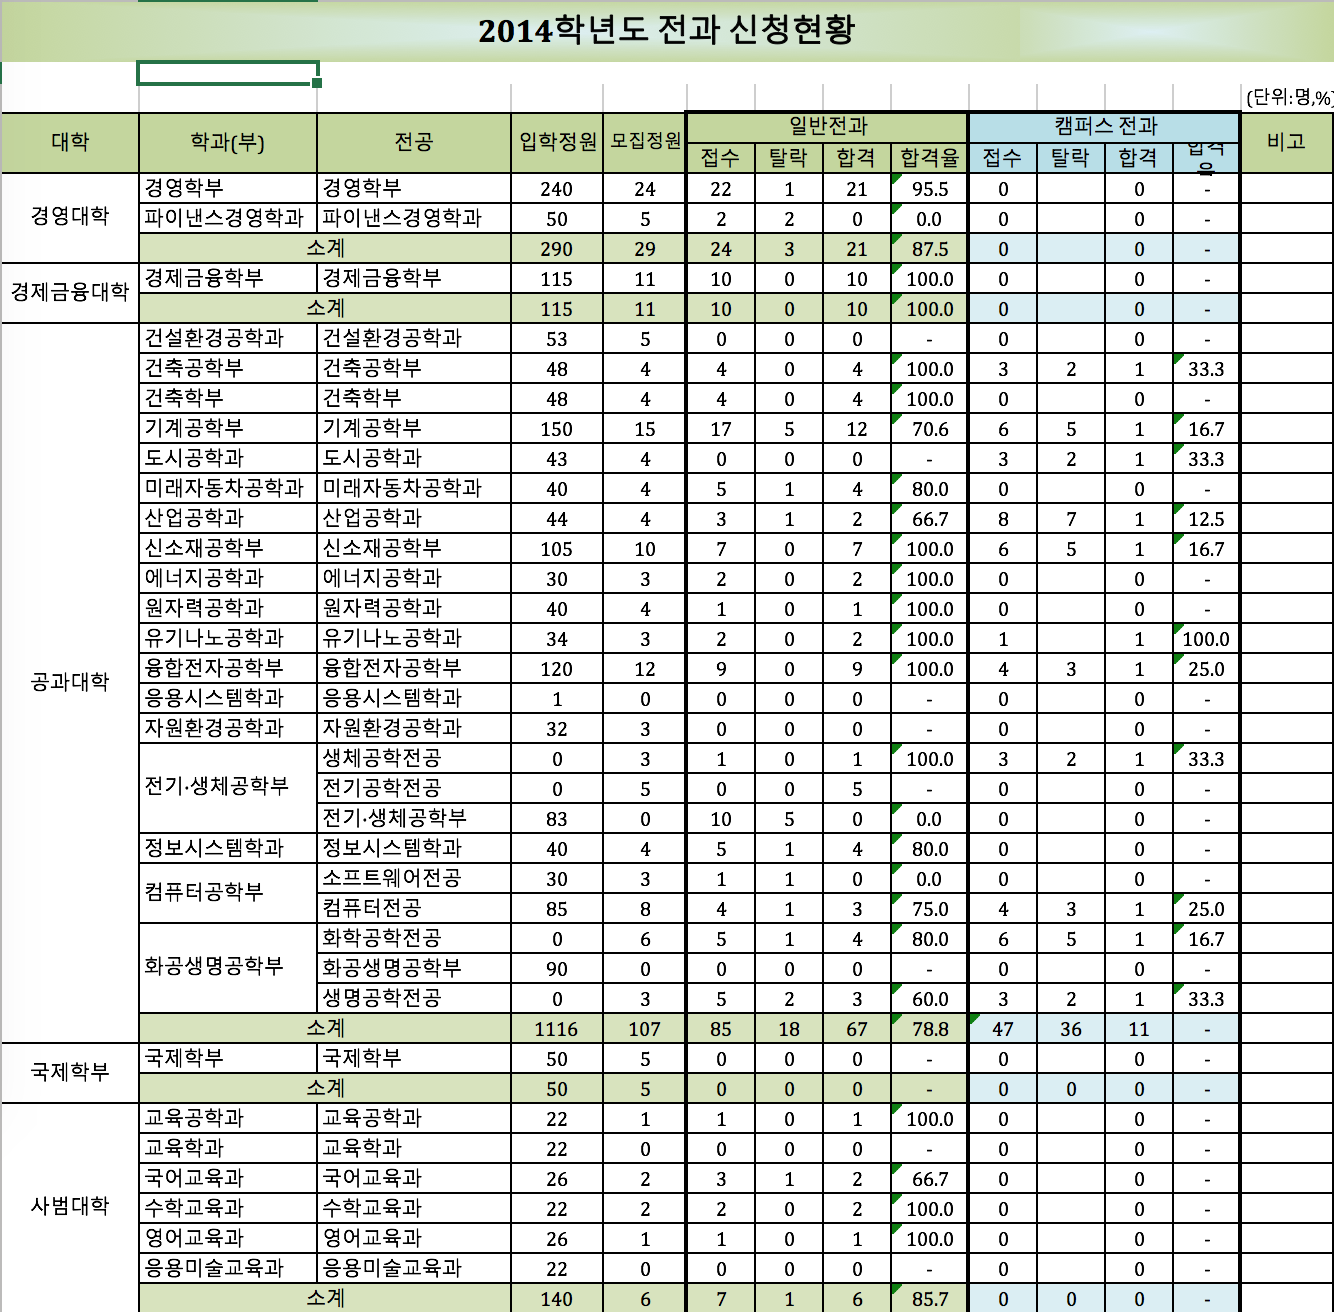 2014학년도 전과 신청현황
(단위:명,%)
대학 학과(부) 전공 입학정원 모집정원 일반전과 캠퍼스 전과 비고
접수 탈락 합격 합격율 접수 탈락 합격 합격율
경영대학 경영학부 경영학부 240 24 22 1 21 95.5 0 0 -
파이낸스경영학과 파이낸스경영학과 50 5 2 2 0 0.0 0 0 -
소계 290 29 24 3 21 87.5 0 0 -
경제금융대학 경제금융학부 경제금융학부 115 11 10 0 10 100.0 0 0 -
소계 115 11 10 0 10 100.0 0 0 -
공과대학 건설환경공학과 건설환경공학과 53 5 0 0 0 - 0 0 -
건축공학부 건축공학부 48 4 4 0 4 100.0 3 2 1 33.3
건축학부 건축학부 48 4 4 0 4 100.0 0 0 -
기계공학부 기계공학부 150 15 17 5 12 70.6 6 5 1 16.7
도시공학과 도시공학과 43 4 0 0 0 - 3 2 1 33.3
미래자동차공학과 미래자동차공학과 40 4 5 1 4 80.0 0 0 -
산업공학과 산업공학과 44 4 3 1 2 66.7 8 7 1 12.5
신소재공학부 신소재공학부 105 10 7 0 7 100.0 6 5 1 16.7
에너지공학과 에너지공학과 30 3 2 0 2 100.0 0 0 -
원자력공학과 원자력공학과 40 4 1 0 1 100.0 0 0 -
유기나노공학과 유기나노공학과 34 3 2 0 2 100.0 1 1 100.0
융합전자공학부 융합전자공학부 120 12 9 0 9 100.0 4 3 1 25.0
응용시스템학과 응용시스템학과 1 0 0 0 0 - 0 0 -
자원환경공학과 자원환경공학과 32 3 0 0 0 - 0 0 -
전기·생체공학부 생체공학전공 0 3 1 0 1 100.0 3 2 1 33.3
전기공학전공 0 5 0 0 5 - 0 0 -
전기·생체공학부 83 0 10 5 0 0.0 0 0 -
정보시스템학과 정보시스템학과 40 4 5 1 4 80.0 0 0 -
컴퓨터공학부 소프트웨어전공 30 3 1 1 0 0.0 0 0 -
컴퓨터전공 85 8 4 1 3 75.0 4 3 1 25.0
화공생명공학부 화학공학전공 0 6 5 1 4 80.0 6 5 1 16.7
화공생명공학부 90 0 0 0 0 - 0 0 -
생명공학전공 0 3 5 2 3 60.0 3 2 1 33.3
소계 1116 107 85 18 67 78.8 47 36 11 -
국제학부 국제학부 국제학부 50 5 0 0 0 - 0 0 -
소계 50 5 0 0 0 - 0 0 0 -
사범대학 교육공학과 교육공학과 22 1 1 0 1 100.0 0 0 -
교육학과 교육학과 22 0 0 0 0 - 0 0 -
국어교육과 국어교육과 26 2 3 1 2 66.7 0 0 -
수학교육과 수학교육과 22 2 2 0 2 100.0 0 0 -
영어교육과 영어교육과 26 1 1 0 1 100.0 0 0 -
응용미술교육과 응용미술교육과 22 0 0 0 0 - 0 0 -
소계 140 6 7 1 6 85.7 0 0 0 -